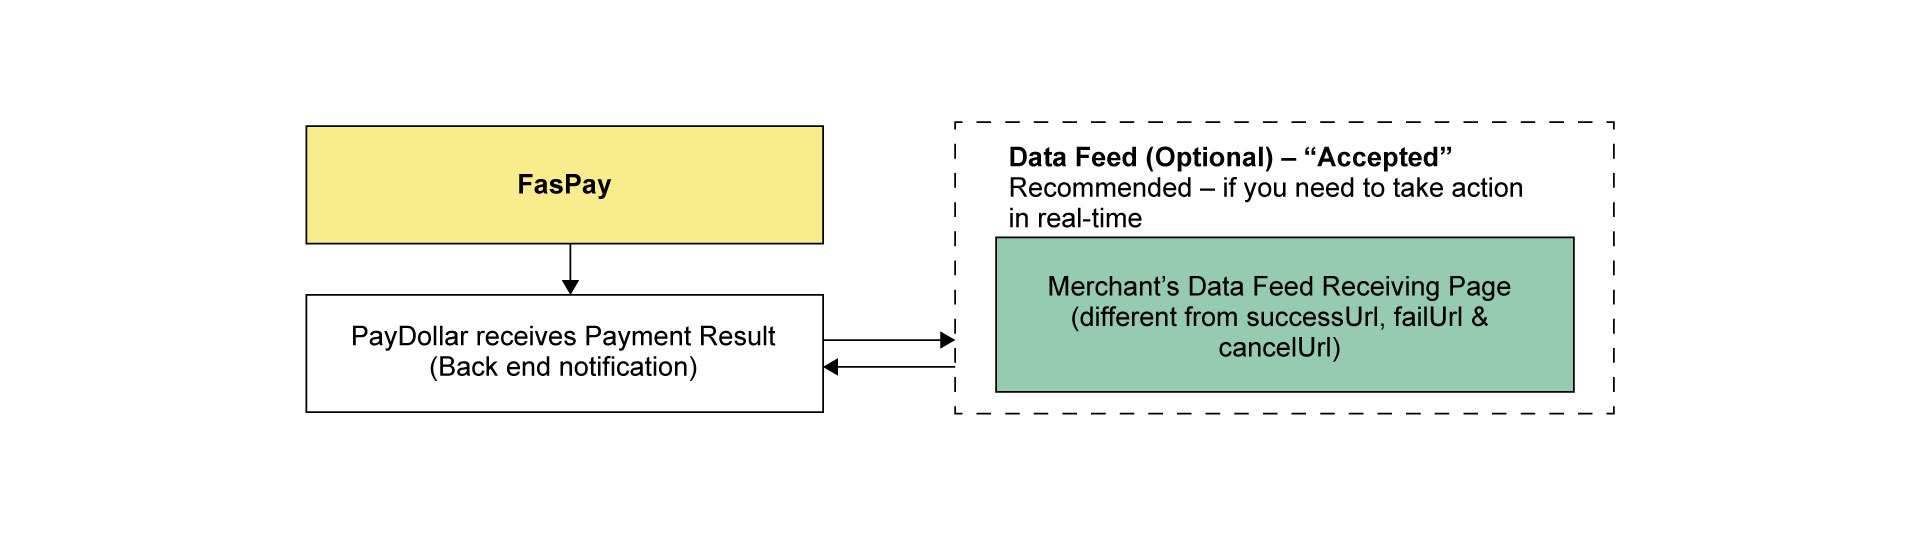 FasPay
PayDollar receives Payment Result
(Back end notification)
Data Feed (Optional) – “Accepted”
Recommended – if you need to take action
in real-time
Merchant’s Data Feed Receiving Page
(different from successUrl, failUrl &
cancelUrl)